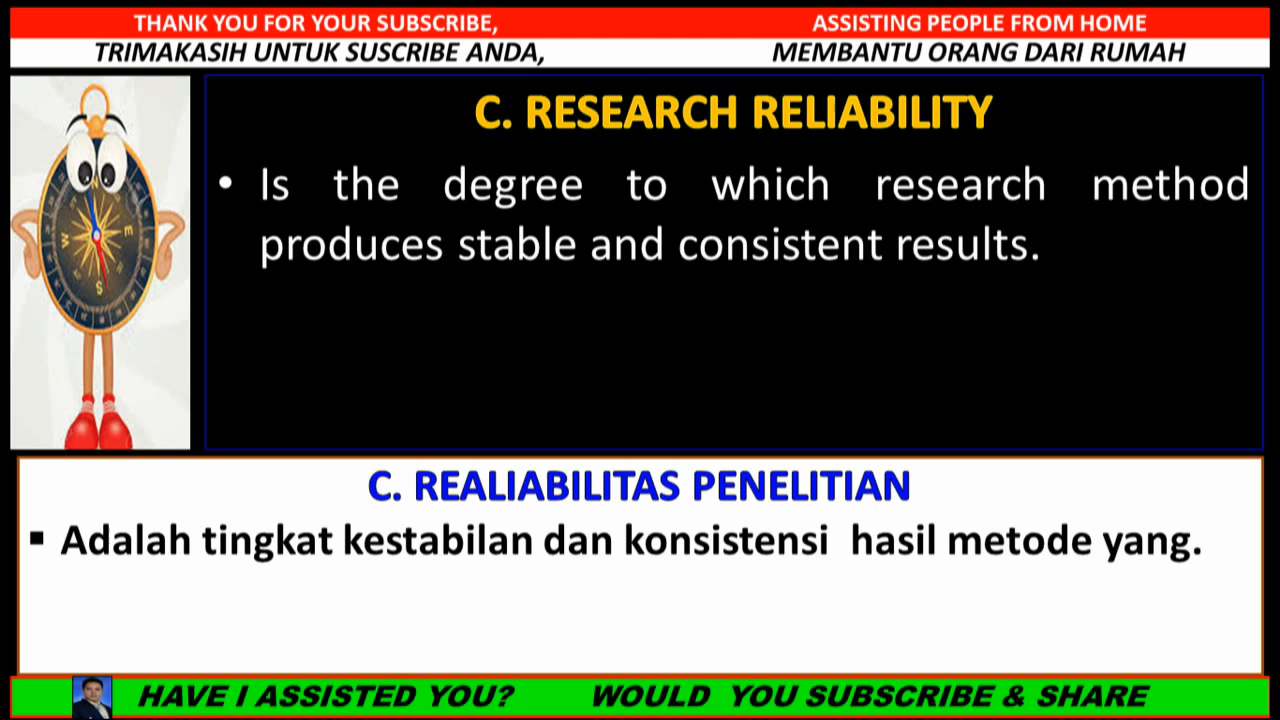 THANK YOU FOR YOUR SUBSCRIBE, ASSISTING PEOPLE FROM HOME
TRIMAKASIH UNTUK SUSCRIBE ANDA, MEMBANTU ORANG DARI RUMAH
C. RESEARCH RELIABILITY
• Is the degree to which research method
produces stable and consistent results.
N
W E
S
C. REALIABILITAS PENELITIAN
▪ Adalah tingkat kestabilan dan konsistensi hasil metode yang.
HAVE I ASSISTED YOU? WOULD YOU SUBSCRIBE & SHARE